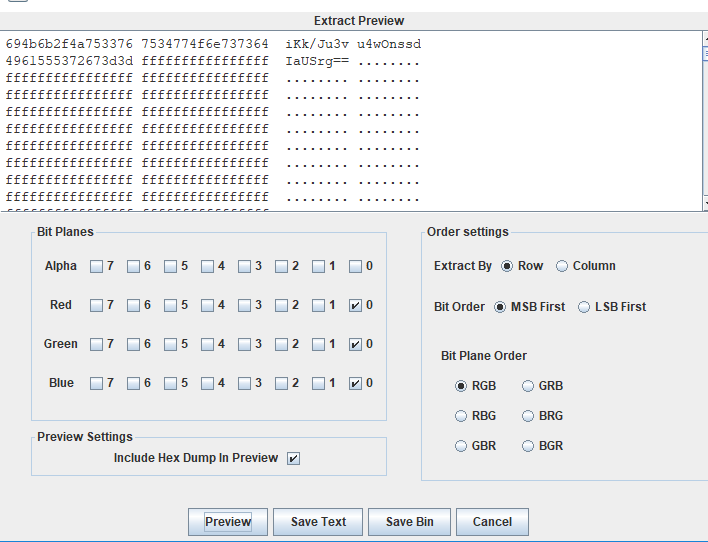 Extract Preview
694b6b2f4a753376 7534774f6e737364 iKk/Ju3v u4wOnssd
4961555372673d3d ffffffffffffffff IaUSrg== ........
ffffffffffffffff ffffffffffffffff ........ ........
ffffffffffffffff ffffffffffffffff ........ ........
ffffffffffffffff ffffffffffffffff ........ ........
ffffffffffffffff ffffffffffffffff ........ ........
ffffffffffffffff ffffffffffffffff ........ ........
ffffffffffffffff ffffffffffffffff ........ ........
ffffffffffffffff ffffffffffffffff ........ ........
ffffffffffffffff ffffffffffffffff ........ ........
Bit Planes
Alpha 7 6 5 4 3 2 1 0
Red 7 6 5 4 3 2 1 0
Green 7 6 5 4 3 2 1 0
Blue 7 6 5 4 3 2 1 0
Preview Settings
Include Hex Dump In Preview
Order settings
Extract By Row Column
Bit Order MSB First LSB First
Bit Plane Order
RGB GRB
RBG BRG
GBR BGR
Preview Save Text Save Bin Cancel